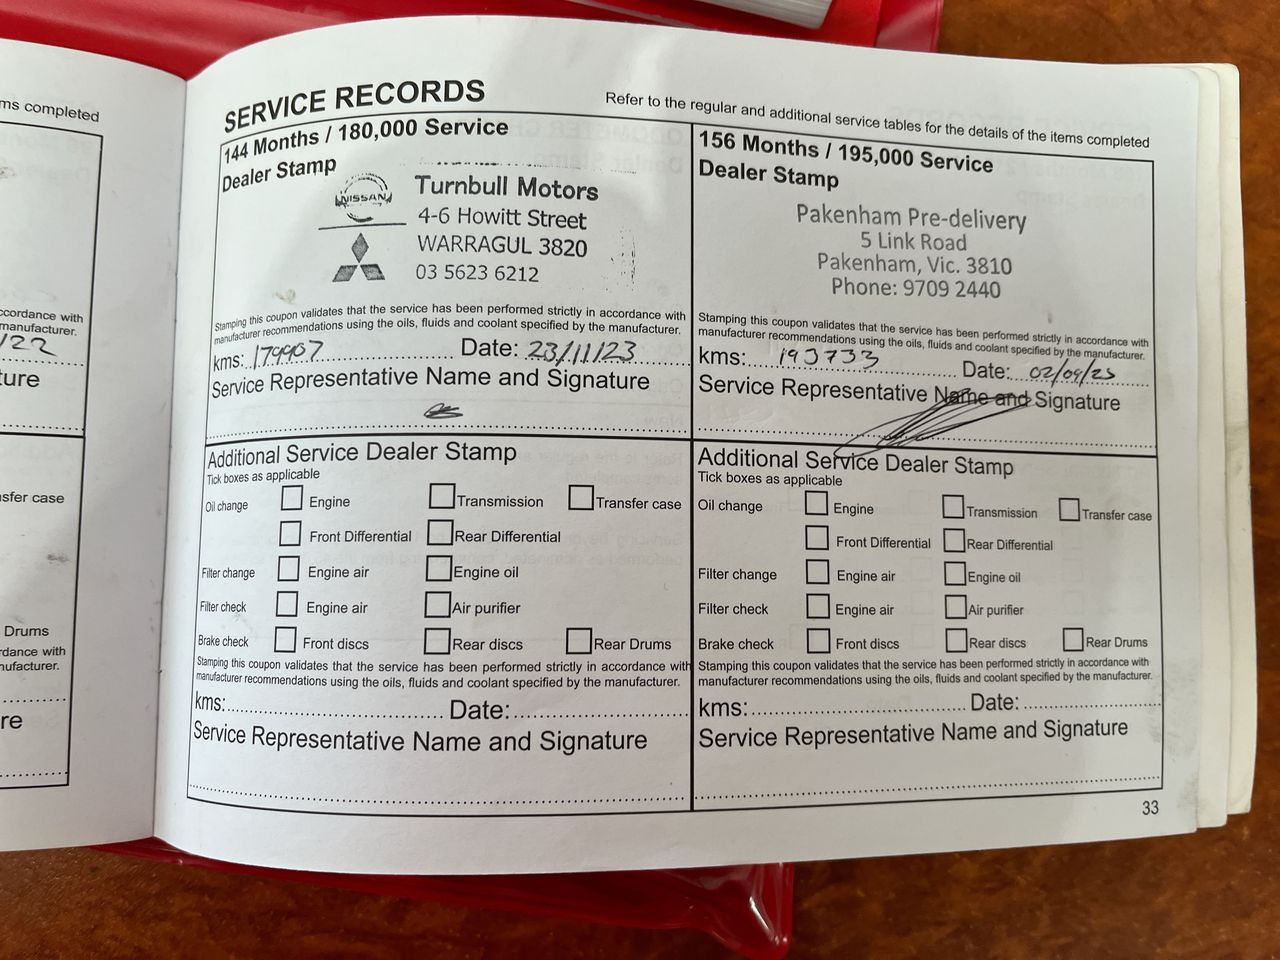 ms completed
ccordance with
manufacturer.
/22
ture
sfer case
Drums
rdance with
nufacturer.
re
SERVICE RECORDS
Refer to the regular and additional service tables for the details of the items completed
144 Months / 180,000 Service
Dealer Stamp
NISSAN
Turnbull Motors
4-6 Howitt Street
WARRAGUL 3820
03 5623 6212
Stamping this coupon validates that the service has been performed strictly in accordance with
manufacturer recommendations using the oils, fluids and coolant specified by the manufacturer.
kms: 179907 Date: 23/11/23
Service Representative Name and Signature
Additional Service Dealer Stamp
Tick boxes as applicable
Oil change Engine Transmission Transfer case
Front Differential Rear Differential
Filter change Engine air Engine oil
Filter check Engine air Air purifier
Brake check Front discs Rear discs Rear Drums
Stamping this coupon validates that the service has been performed strictly in accordance with
manufacturer recommendations using the oils, fluids and coolant specified by the manufacturer.
kms: Date:
Service Representative Name and Signature
156 Months / 195,000 Service
Dealer Stamp
Pakenham Pre-delivery
5 Link Road
Pakenham, Vic. 3810
Phone: 9709 2440
Stamping this coupon validates that the service has been performed strictly in accordance with
manufacturer recommendations using the oils, fluids and coolant specified by the manufacturer.
kms: 193733 Date: 02/09/25
Service Representative Name and Signature
Additional Service Dealer Stamp
Tick boxes as applicable
Oil change Engine Transmission Transfer case
Front Differential Rear Differential
Filter change Engine air Engine oil
Filter check Engine air Air purifier
Brake check Front discs Rear discs Rear Drums
Stamping this coupon validates that the service has been performed strictly in accordance with
manufacturer recommendations using the oils, fluids and coolant specified by the manufacturer.
kms: Date:
Service Representative Name and Signature
33